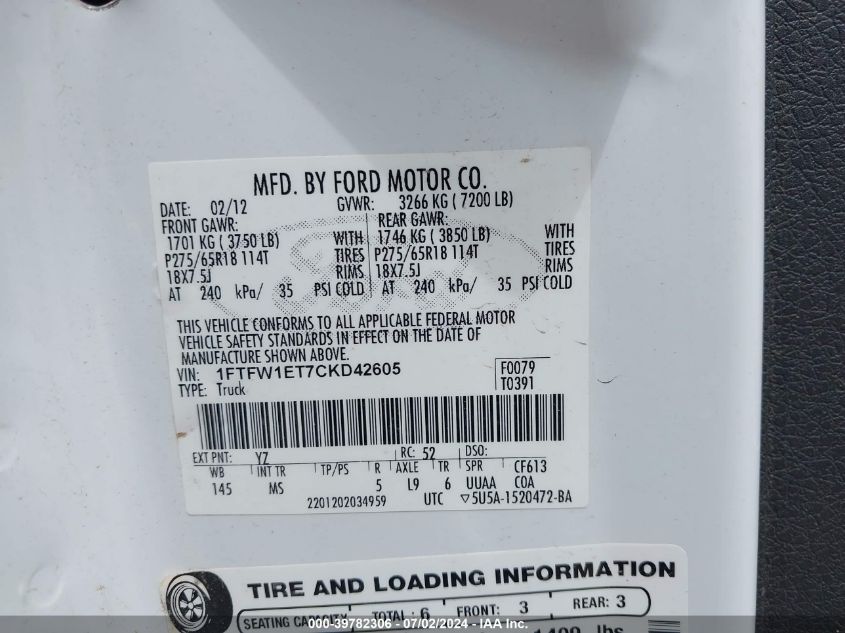 MFD. BY FORD MOTOR CO.
DATE: 02/12 GVWR: 3266 KG ( 7200 LB)
FRONT GAWR: REAR GAWR:
1701 KG ( 3750 LB) WITH 1746 KG ( 3850 LB) WITH
P275/65R18 114T TIRES P275/65R18 114T TIRES
18X7.5J RIMS 18X7.5J RIMS
AT 240 kPa/ 35 PSI COLD AT 240 kPa/ 35 PSI COLD
THIS VEHICLE CONFORMS TO ALL APPLICABLE FEDERAL MOTOR
VEHICLE SAFETY STANDARDS IN EFFECT ON THE DATE OF
MANUFACTURE SHOWN ABOVE.
VIN: 1FTFW1ET7CKD42605 F0079
TYPE: Truck T0391
EXT PNT: YZ RC: 52 DSO:
WB INT TR TP/PS R AXLE TR SPR CF613
145 MS 5 L9 6 UUAA COA
2201202034959 UTC ▽5U5A-1520472-BA
TIRE AND LOADING INFORMATION
SEATING CAPACITY TOTAL : 6 FRONT: 3 REAR: 3
1400 lbs
000-39782306 - 07/02/2024 - IAA Inc.